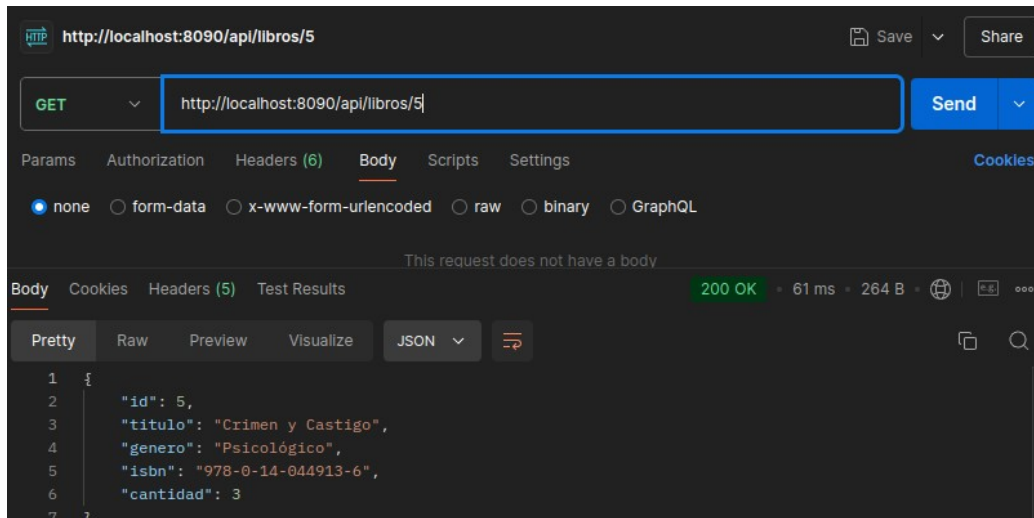 HTTP http://localhost:8090/api/libros/5 Save Share
GET http://localhost:8090/api/libros/5 Send
Params Authorization Headers (6) Body Scripts Settings Cookies
none form-data x-www-form-urlencoded raw binary GraphQL
This request does not have a body
Body Cookies Headers (5) Test Results 200 OK • 61 ms • 264 B • e.g. ooo
Pretty Raw Preview Visualize JSON
1 {
2 "id": 5,
3 "titulo": "Crimen y Castigo",
4 "genero": "Psicológico",
5 "isbn": "978-0-14-044913-6",
6 "cantidad": 3
7 }